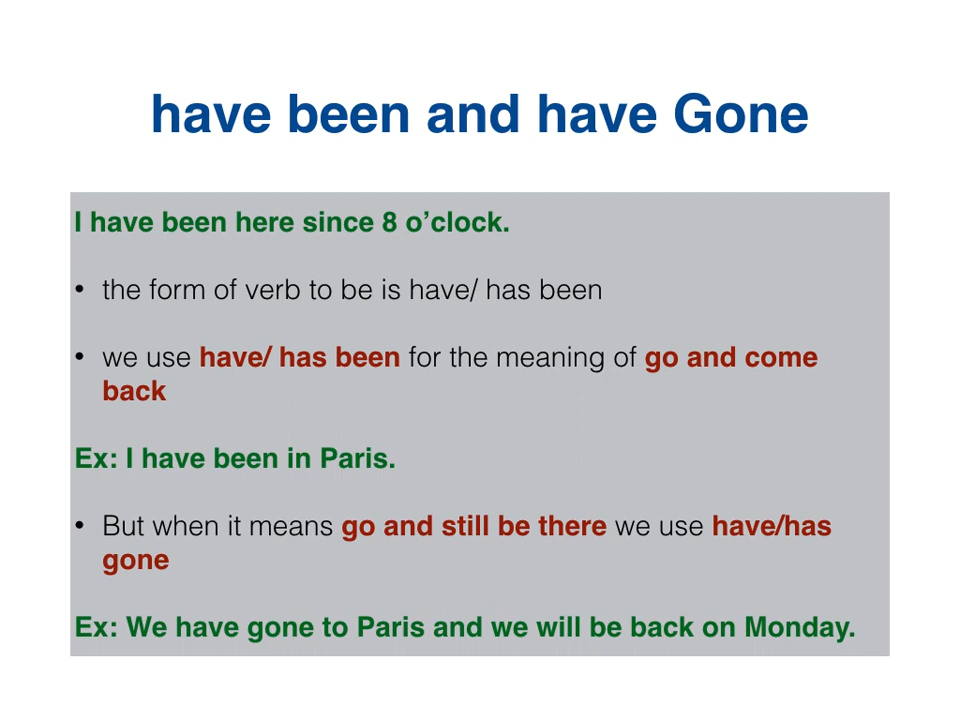 have been and have Gone
I have been here since 8 o’clock.
• the form of verb to be is have/ has been
• we use have/ has been for the meaning of go and come
back
Ex: I have been in Paris.
• But when it means go and still be there we use have/has
gone
Ex: We have gone to Paris and we will be back on Monday.